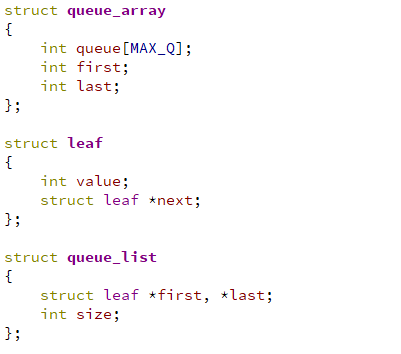 struct queue_array
{
    int queue[MAX_Q];
    int first;
    int last;
};

struct leaf
{
    int value;
    struct leaf *next;
};

struct queue_list
{
    struct leaf *first, *last;
    int size;
};